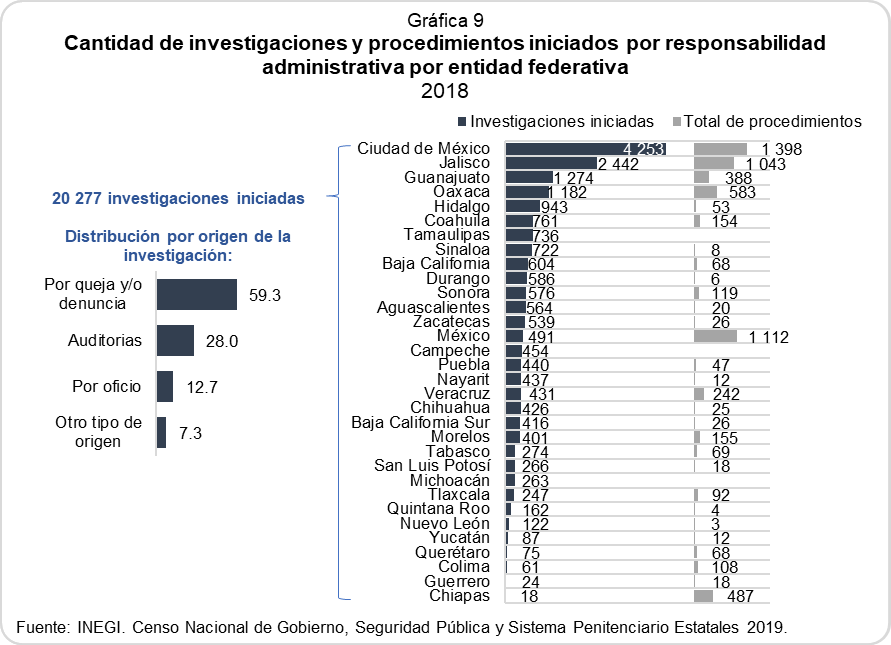 Gráfica 9
Cantidad de investigaciones y procedimientos iniciados por responsabilidad
administrativa por entidad federativa
2018
Investigaciones iniciadas Total de procedimientos
20 277 investigaciones iniciadas
Distribución por origen de la
investigación:
Por queja y/o
denuncia 59.3
Auditorias 28.0
Por oficio 12.7
Otro tipo de
origen 7.3
Ciudad de México 4 253 1 398
Jalisco 2 442 1 043
Guanajuato 1 274 388
Oaxaca 1 182 583
Hidalgo 943 53
Coahuila 761 154
Tamaulipas 736
Sinaloa 722 8
Baja California 604 68
Durango 586 6
Sonora 576 119
Aguascalientes 564 20
Zacatecas 539 26
México 491 1 112
Campeche 454
Puebla 440 47
Nayarit 437 12
Veracruz 431 242
Chihuahua 426 25
Baja California Sur 416 26
Morelos 401 155
Tabasco 274 69
San Luis Potosí 266 18
Michoacán 263
Tlaxcala 247 92
Quintana Roo 162 4
Nuevo León 122 3
Yucatán 87 12
Querétaro 75 68
Colima 61 108
Guerrero 24 18
Chiapas 18 487
Fuente: INEGI. Censo Nacional de Gobierno, Seguridad Pública y Sistema Penitenciario Estatales 2019.